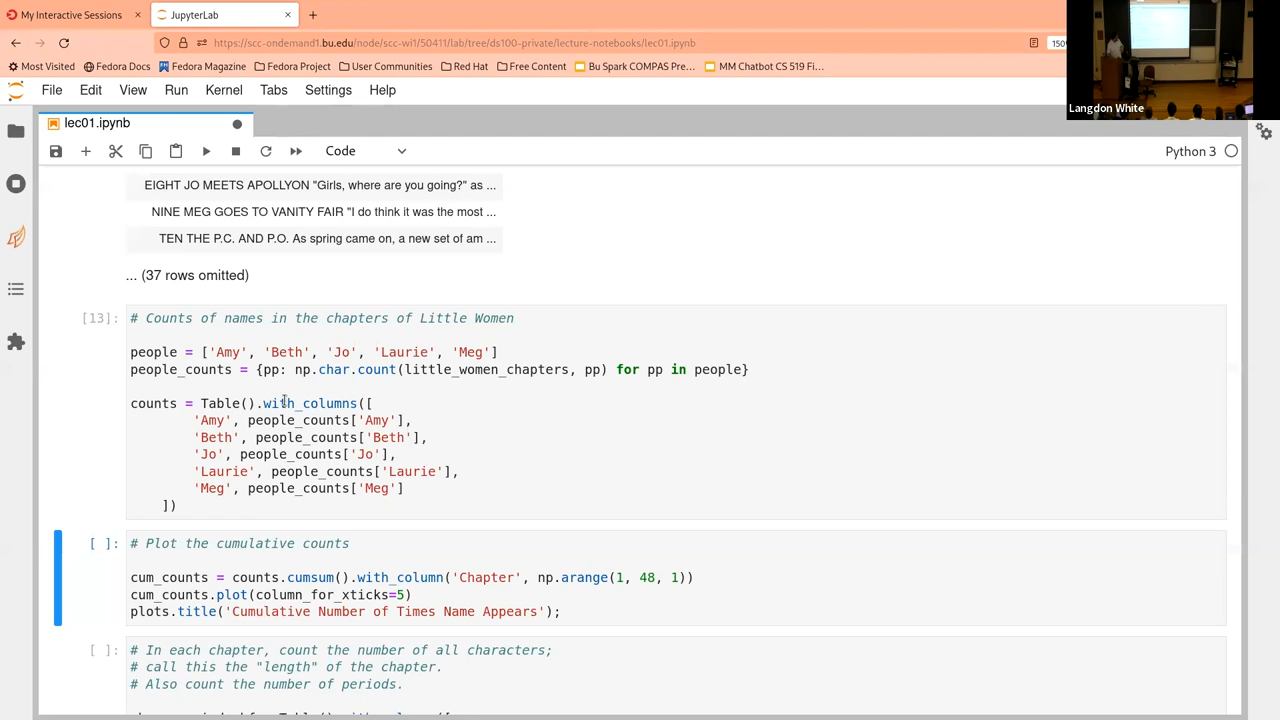 My Interactive Sessions
JupyterLab
https://scc-ondemand1.bu.edu/node/scc-wi1/50411/lab/tree/ds100-private/lecture-notebooks/lec01.ipynb
150
Most Visited
Fedora Docs
Fedora Magazine
Fedora Project
User Communities
Red Hat
Free Content
Bu Spark COMPAS Pre…
MM Chatbot CS 519 Fi…
Langdon White
File Edit View Run Kernel Tabs Settings Help
lec01.ipynb
Code
Python 3
EIGHT JO MEETS APOLLYON "Girls, where are you going?" as ...
NINE MEG GOES TO VANITY FAIR "I do think it was the most ...
TEN THE P.C. AND P.O. As spring came on, a new set of am ...
... (37 rows omitted)
[13]: # Counts of names in the chapters of Little Women
people = ['Amy', 'Beth', 'Jo', 'Laurie', 'Meg']
people_counts = {pp: np.char.count(little_women_chapters, pp) for pp in people}
counts = Table().with_columns([
'Amy', people_counts['Amy'],
'Beth', people_counts['Beth'],
'Jo', people_counts['Jo'],
'Laurie', people_counts['Laurie'],
'Meg', people_counts['Meg']
])
[ ]: # Plot the cumulative counts
cum_counts = counts.cumsum().with_column('Chapter', np.arange(1, 48, 1))
cum_counts.plot(column_for_xticks=5)
plots.title('Cumulative Number of Times Name Appears');
[ ]: # In each chapter, count the number of all characters;
# call this the "length" of the chapter.
# Also count the number of periods.